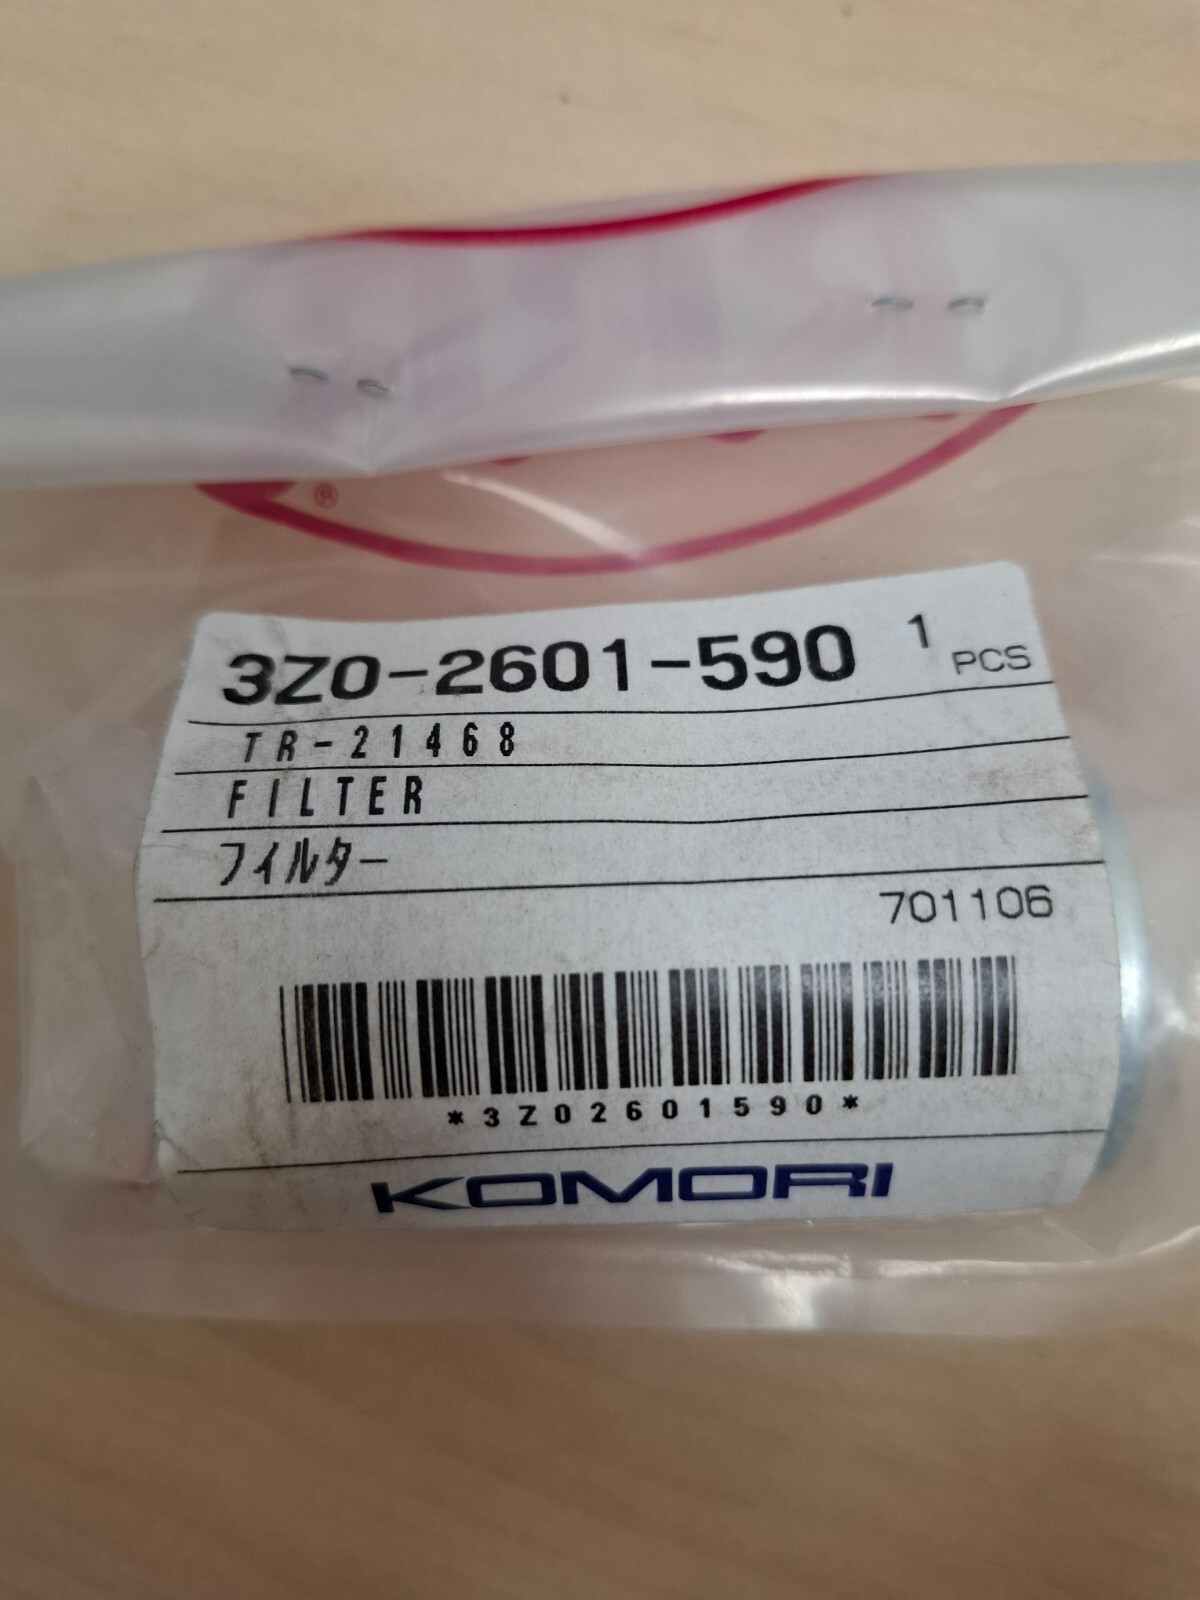 ®
3Z0-2601-590 1 PCS
TR-21468
FILTER
フィルター
701106
*3Z02601590*
KOMORI